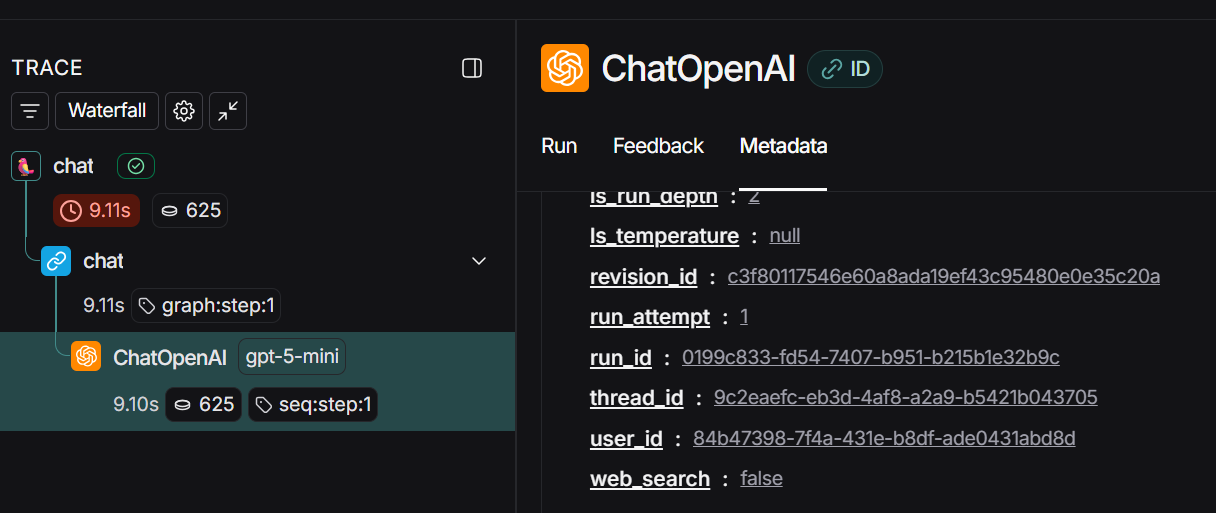 TRACE
Waterfall
chat
9.11s 625
chat
9.11s graph:step:1
ChatOpenAI gpt-5-mini
9.10s 625 seq:step:1
ChatOpenAI ID
Run Feedback Metadata
ls_run_depth : 2
ls_temperature : null
revision_id : c3f80117546e60a8ada19ef43c95480e0e35c20a
run_attempt : 1
run_id : 0199c833-fd54-7407-b951-b215b1e32b9c
thread_id : 9c2eaefc-eb3d-4af8-a2a9-b5421b043705
user_id : 84b47398-7f4a-431e-b8df-ade0431abd8d
web_search : false